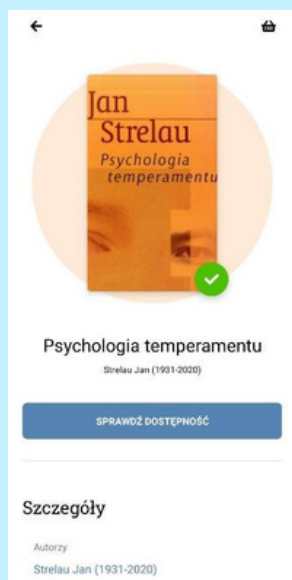 Jan
Strelau
Psychologia
temperamentu
Psychologia temperamentu
Strelau Jan (1931-2020)
SPRAWDŹ DOSTĘPNOŚĆ
Szczegóły
Autorzy
Strelau Jan (1931-2020)